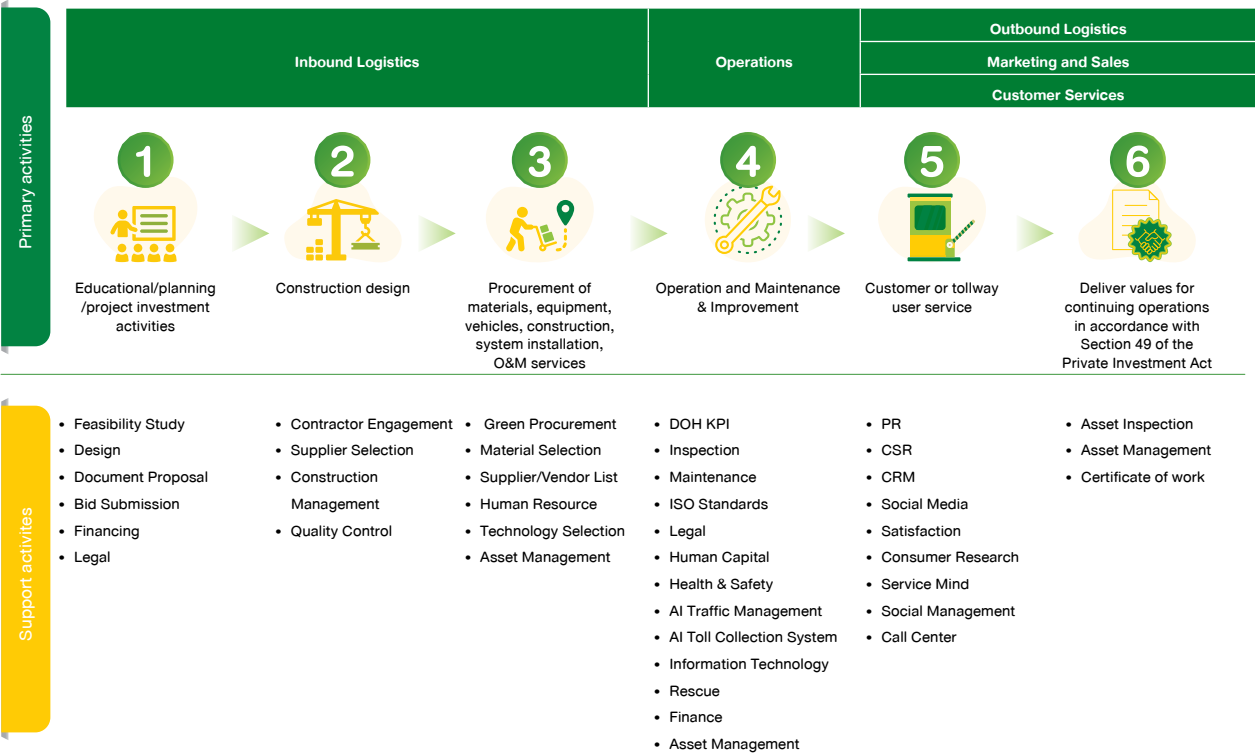 Primary activities
Inbound Logistics
Operations
Outbound Logistics
Marketing and Sales
Customer Services
1
Educational/planning
/project investment
activities
2
Construction design
3
Procurement of
materials, equipment,
vehicles, construction,
system installation,
O&M services
4
Operation and Maintenance
& Improvement
5
Customer or tollway
user service
6
Deliver values for
continuing operations
in accordance with
Section 49 of the
Private Investment Act
Support activites
• Feasibility Study
• Design
• Document Proposal
• Bid Submission
• Financing
• Legal
• Contractor Engagement
• Supplier Selection
• Construction
Management
• Quality Control
• Green Procurement
• Material Selection
• Supplier/Vendor List
• Human Resource
• Technology Selection
• Asset Management
• DOH KPI
• Inspection
• Maintenance
• ISO Standards
• Legal
• Human Capital
• Health & Safety
• AI Traffic Management
• AI Toll Collection System
• Information Technology
• Rescue
• Finance
• Asset Management
• PR
• CSR
• CRM
• Social Media
• Satisfaction
• Consumer Research
• Service Mind
• Social Management
• Call Center
• Asset Inspection
• Asset Management
• Certificate of work